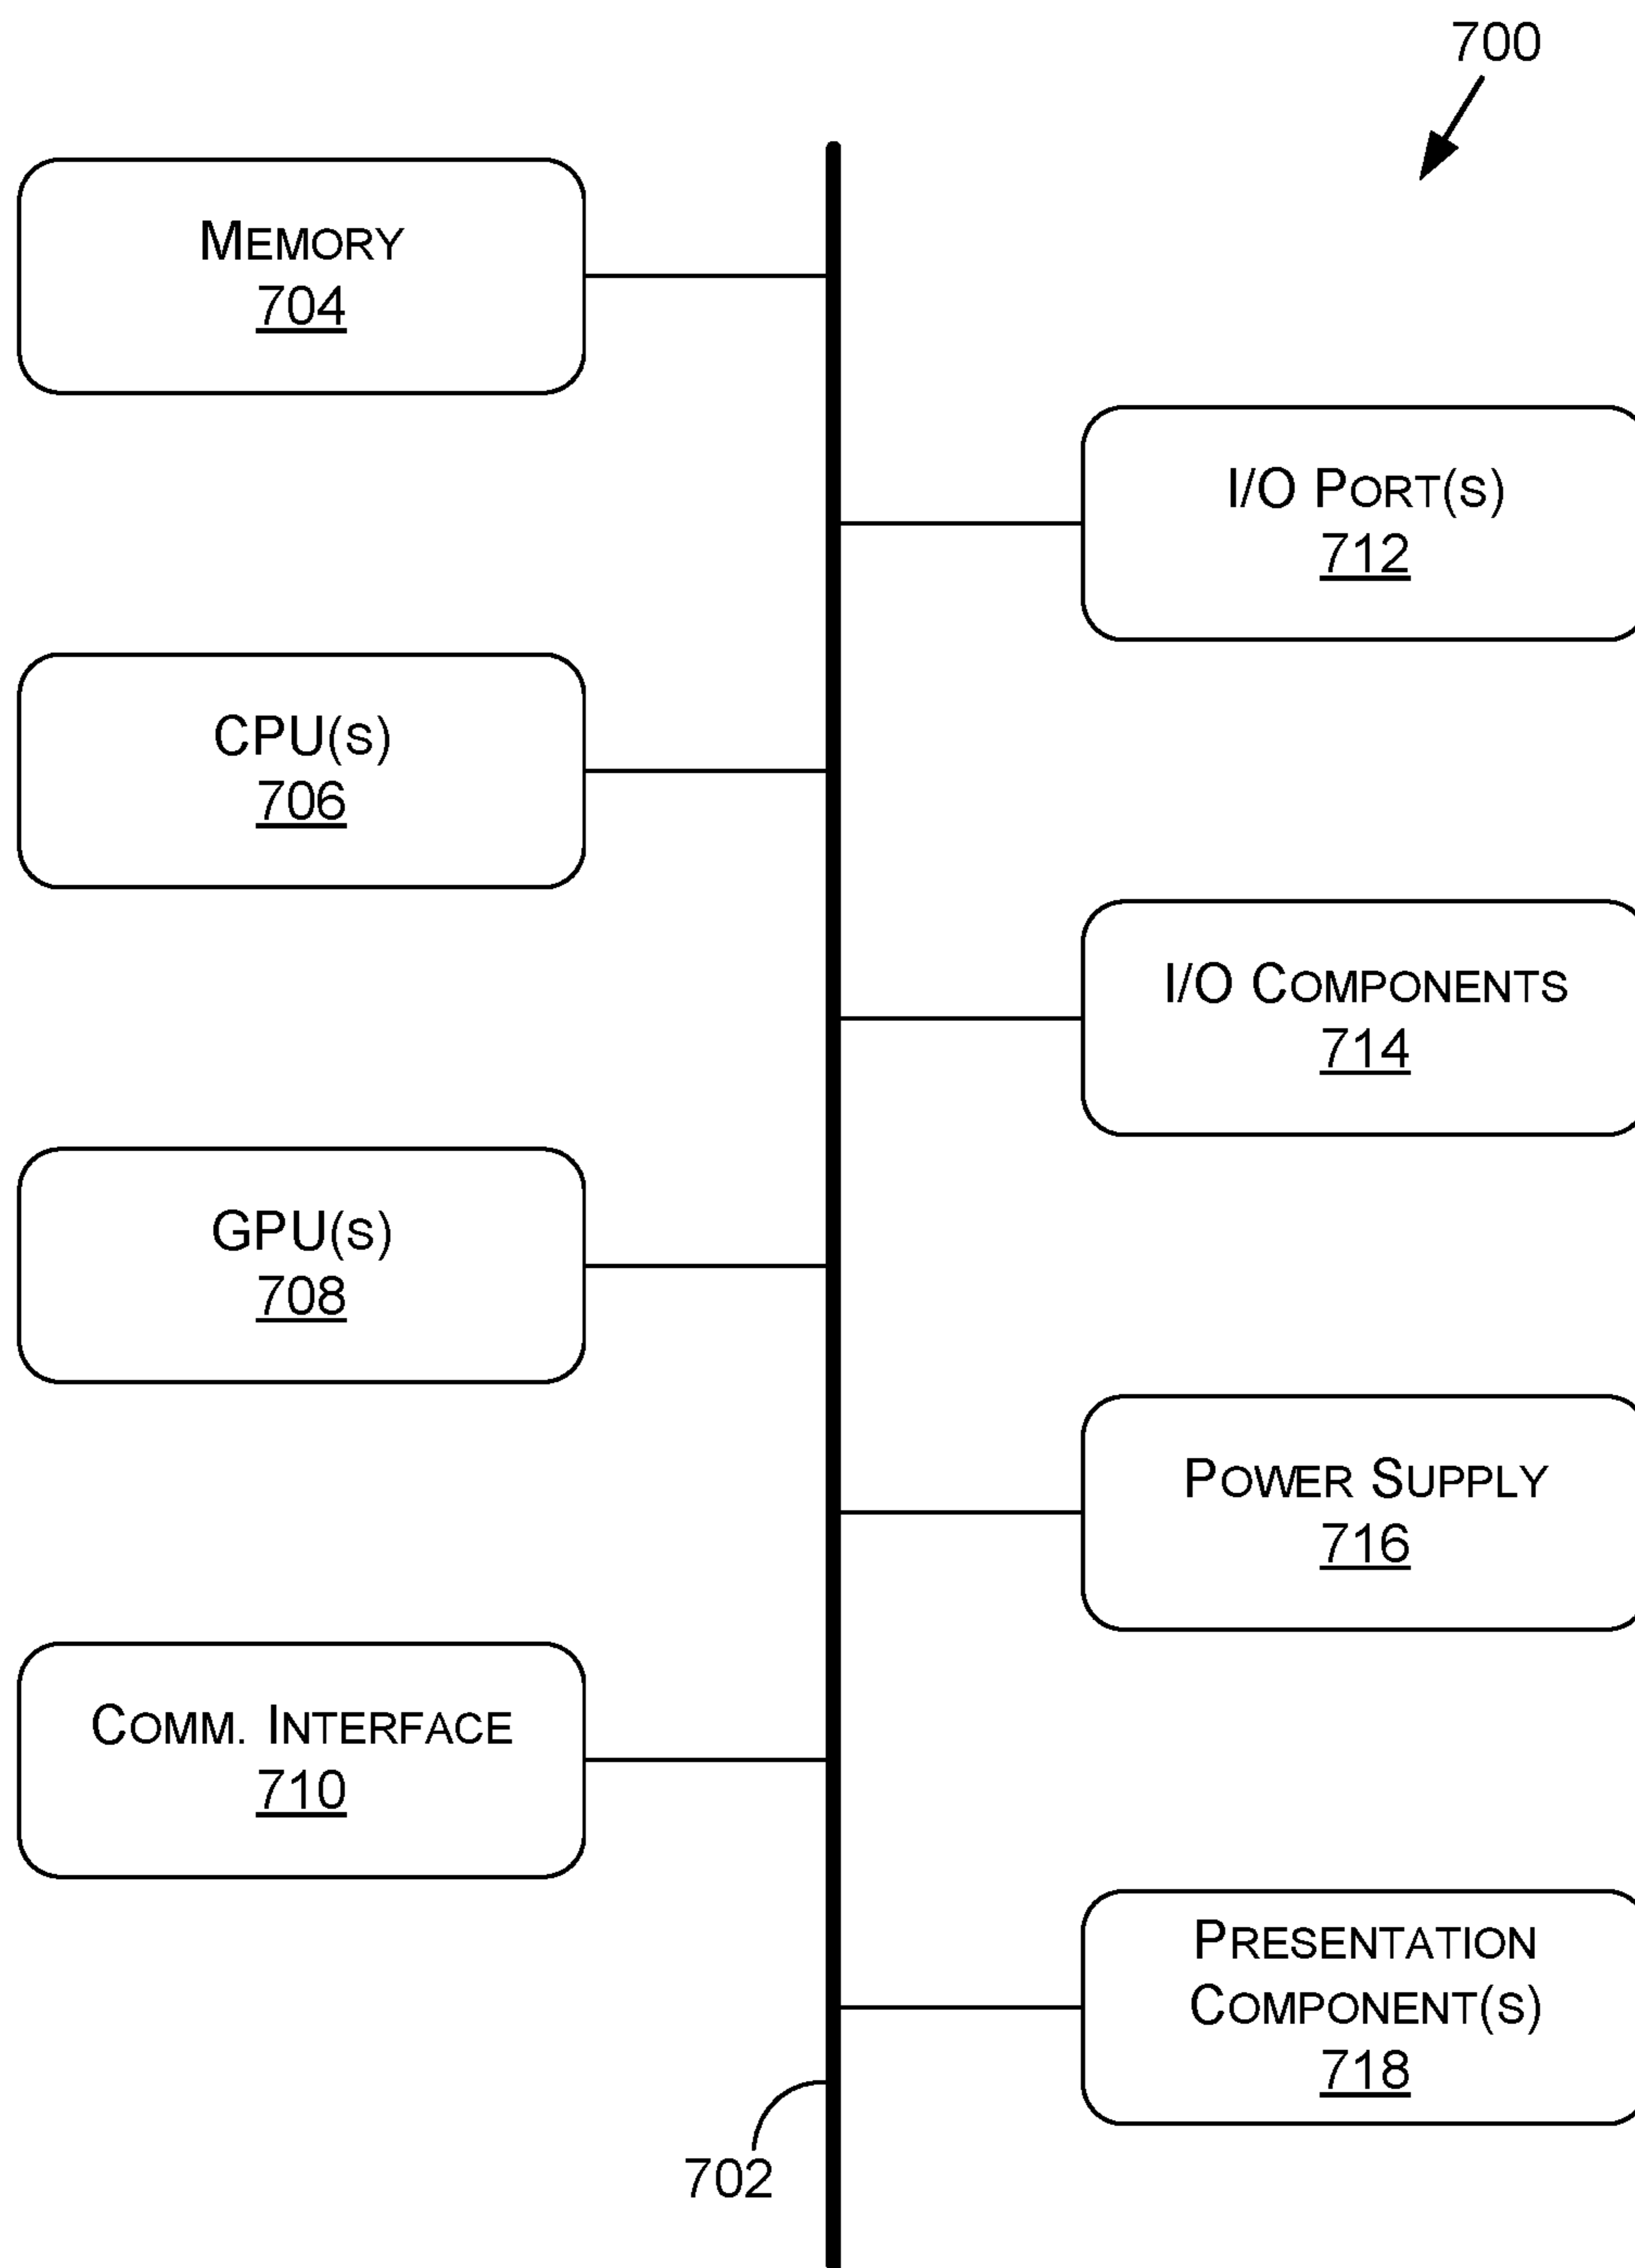 700
MEMORY
704
I/O PORT(S)
712
CPU(S)
706
I/O COMPONENTS
714
GPU(S)
708
POWER SUPPLY
716
COMM. INTERFACE
710
PRESENTATION
COMPONENT(S)
718
702